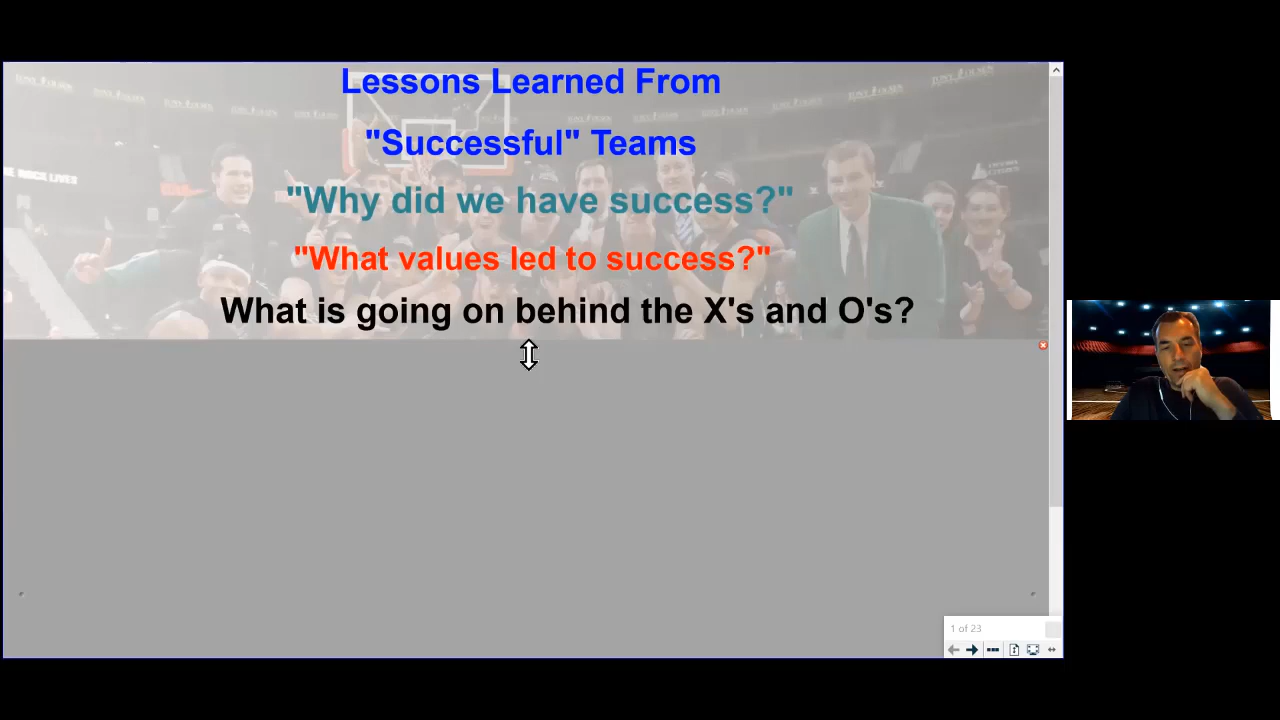 Lessons Learned From
"Successful" Teams
"Why did we have success?"
"What values led to success?"
What is going on behind the X's and O's?
1 of 23